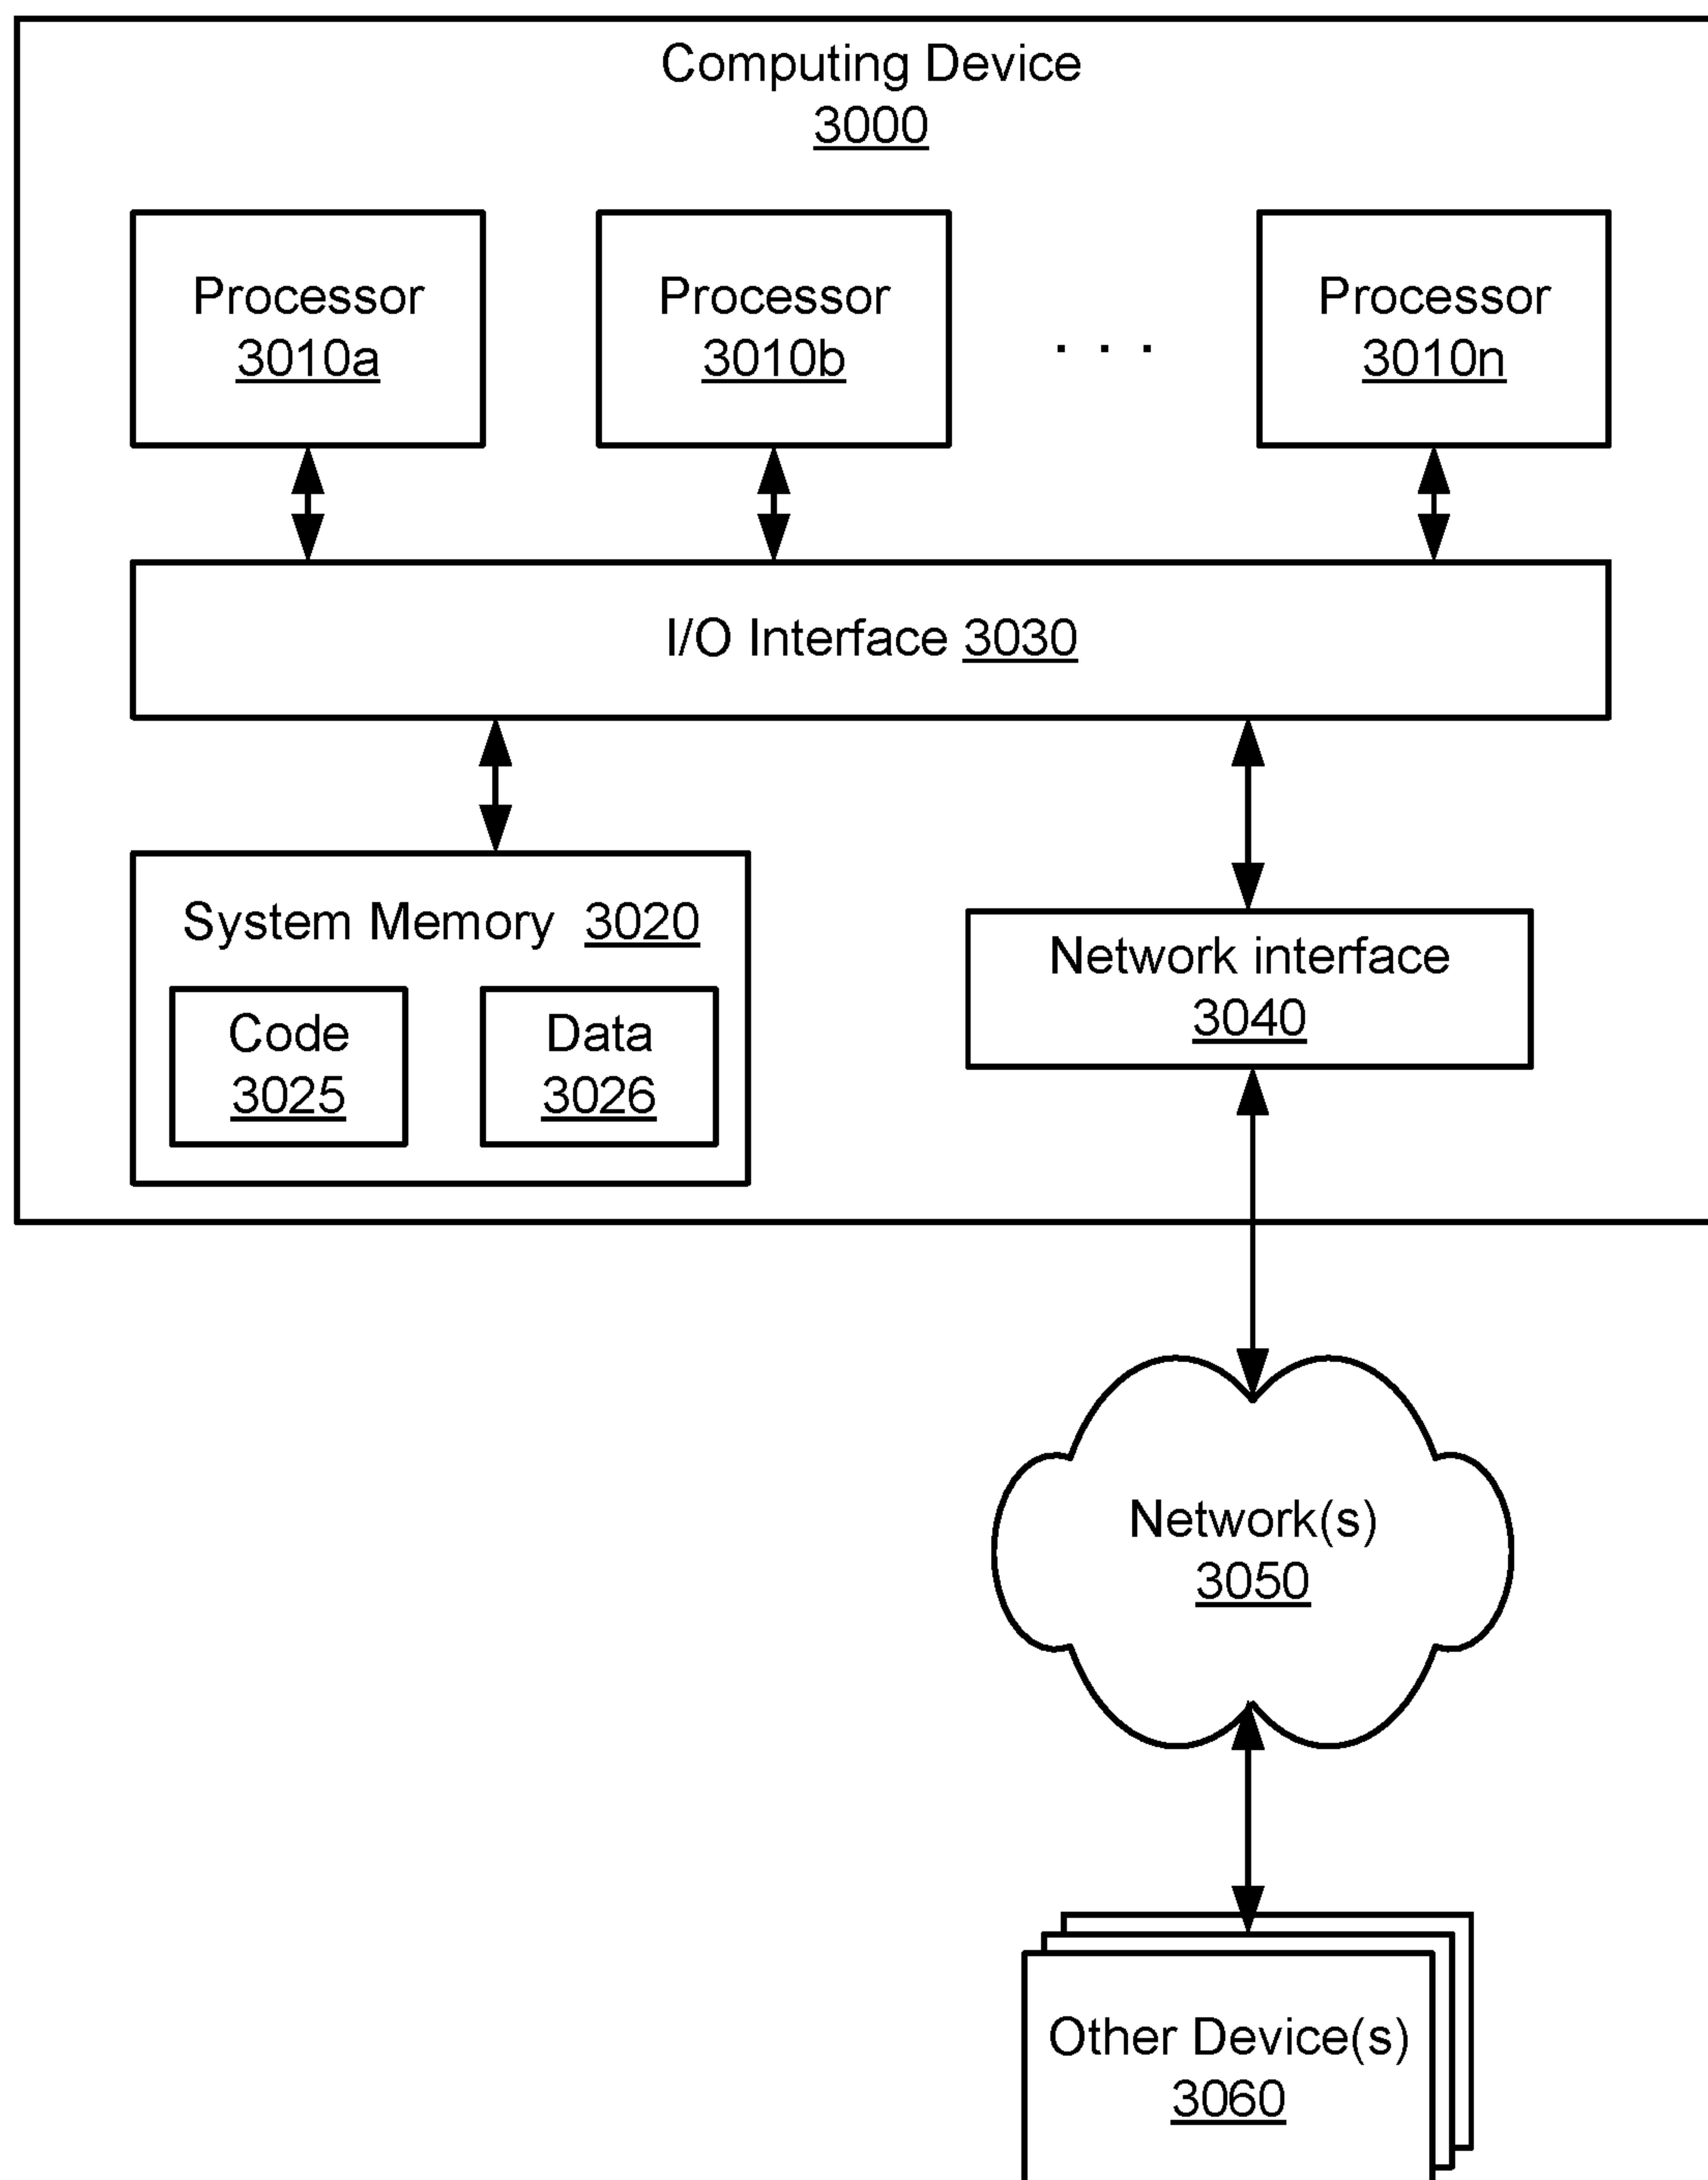 Computing Device
3000
Processor
3010a
Processor
3010b
. . .
Processor
3010n
I/O Interface 3030
System Memory 3020
Code
3025
Data
3026
Network interface
3040
Network(s)
3050
Other Device(s)
3060